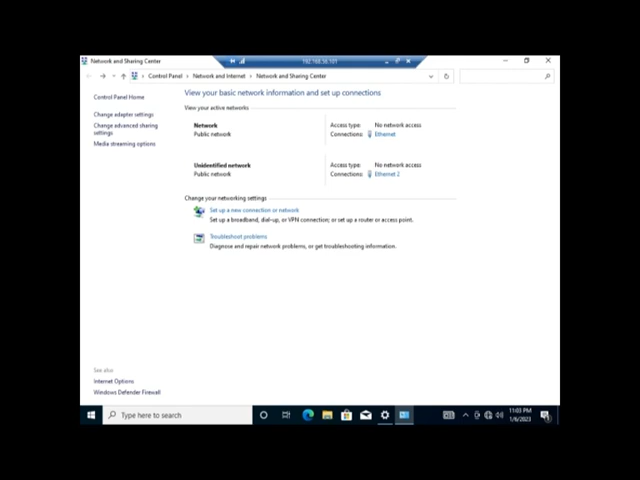 Network and Sharing Center
192.168.56.101
Control Panel > Network and Internet > Network and Sharing Center
Control Panel Home
Change adapter settings
Change advanced sharing
settings
Media streaming options
View your basic network information and set up connections
View your active networks
Network
Public network
Access type: No network access
Connections: Ethernet
Unidentified network
Public network
Access type: No network access
Connections: Ethernet 2
Change your networking settings
Set up a new connection or network
Set up a broadband, dial-up, or VPN connection; or set up a router or access point.
Troubleshoot problems
Diagnose and repair network problems, or get troubleshooting information.
See also
Internet Options
Windows Defender Firewall
Type here to search
11:03 PM
1/6/2023